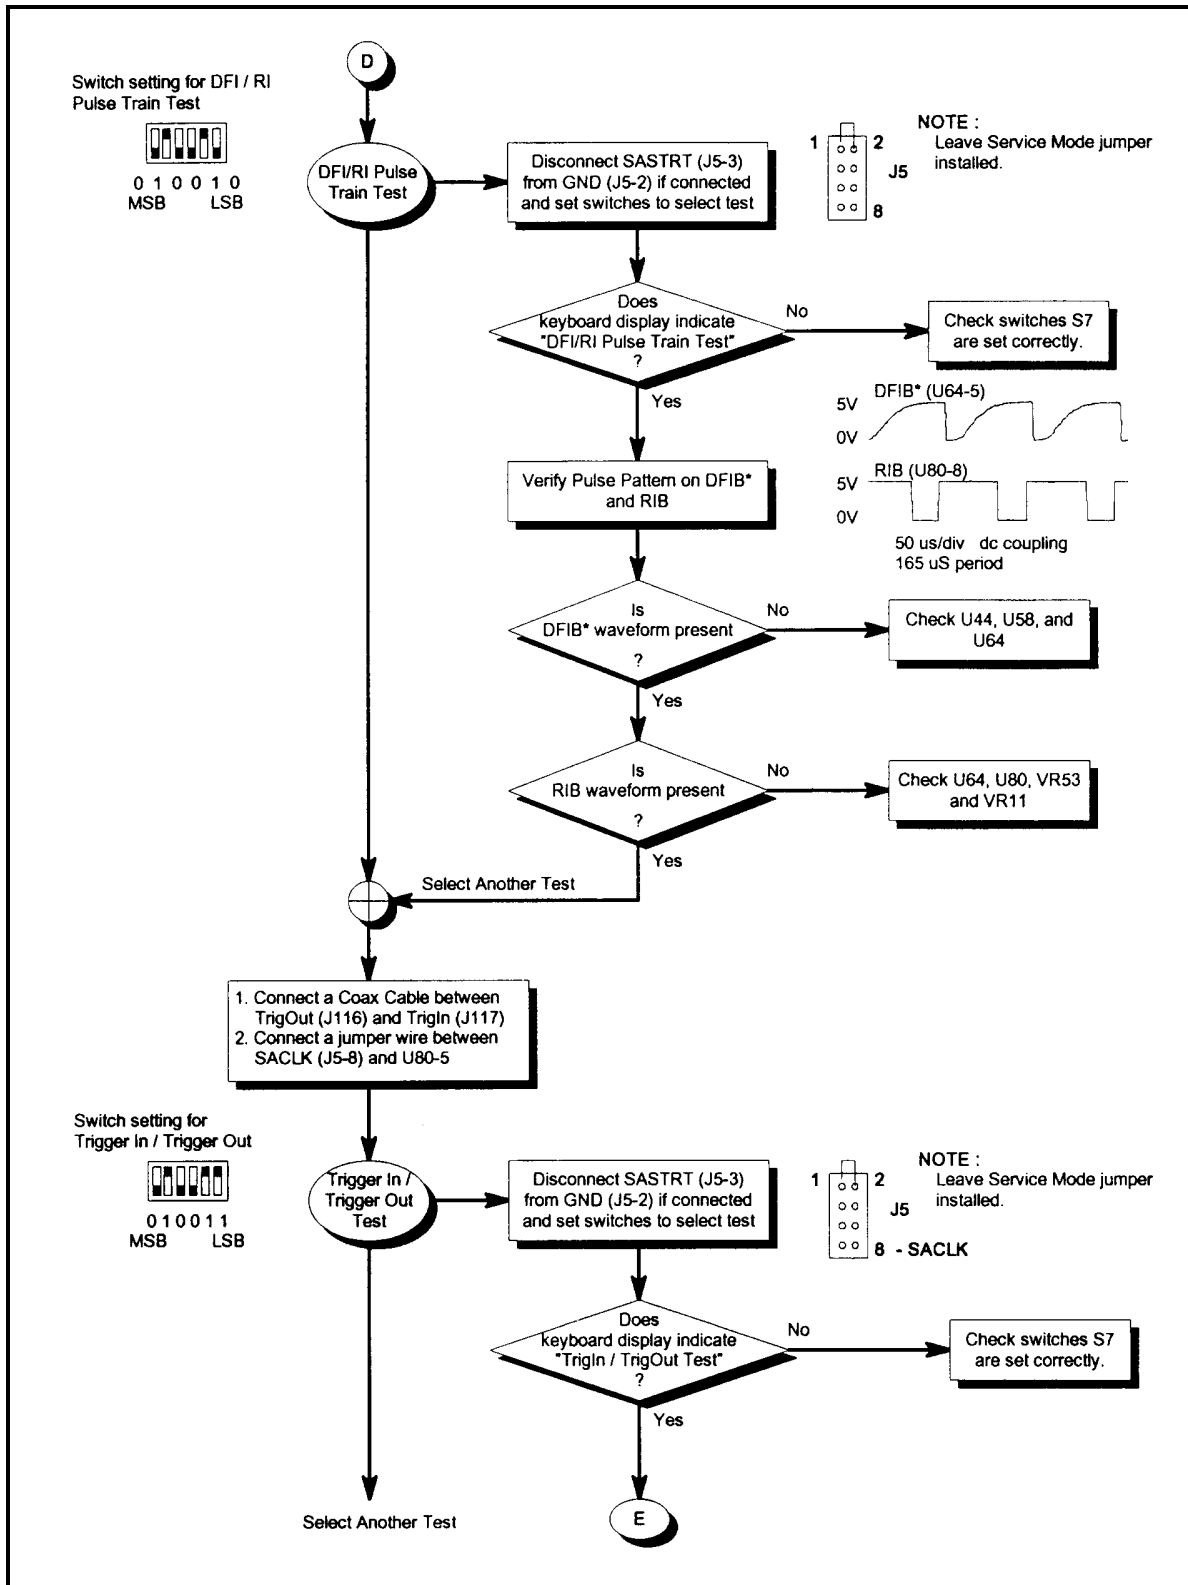 D
Switch setting for DFI / RI
Pulse Train Test
0 1 0 0 1 0
MSB LSB
DFI/RI Pulse
Train Test
Disconnect SASTRT (J5-3)
from GND (J5-2) if connected
and set switches to select test
1 2
J5
8
NOTE :
Leave Service Mode jumper
installed.
Does
keyboard display indicate
"DFI/RI Pulse Train Test"
?
No
Check switches S7
are set correctly.
Yes
DFIB* (U64-5)
5V
0V
RIB (U80-8)
5V
0V
50 us/div dc coupling
165 uS period
Verify Pulse Pattern on DFIB*
and RIB
Is
DFIB* waveform present
?
No
Check U44, U58, and
U64
Yes
Is
RIB waveform present
?
No
Check U64, U80, VR53
and VR11
Yes
Select Another Test
1. Connect a Coax Cable between
TrigOut (J116) and TrigIn (J117)
2. Connect a jumper wire between
SACLK (J5-8) and U80-5
Switch setting for
Trigger In / Trigger Out
0 1 0 0 1 1
MSB LSB
Trigger In /
Trigger Out
Test
Disconnect SASTRT (J5-3)
from GND (J5-2) if connected
and set switches to select test
1 2
J5
8 - SACLK
NOTE :
Leave Service Mode jumper
installed.
Does
keyboard display indicate
"TrigIn / TrigOut Test"
?
No
Check switches S7
are set correctly.
Yes
Select Another Test
E